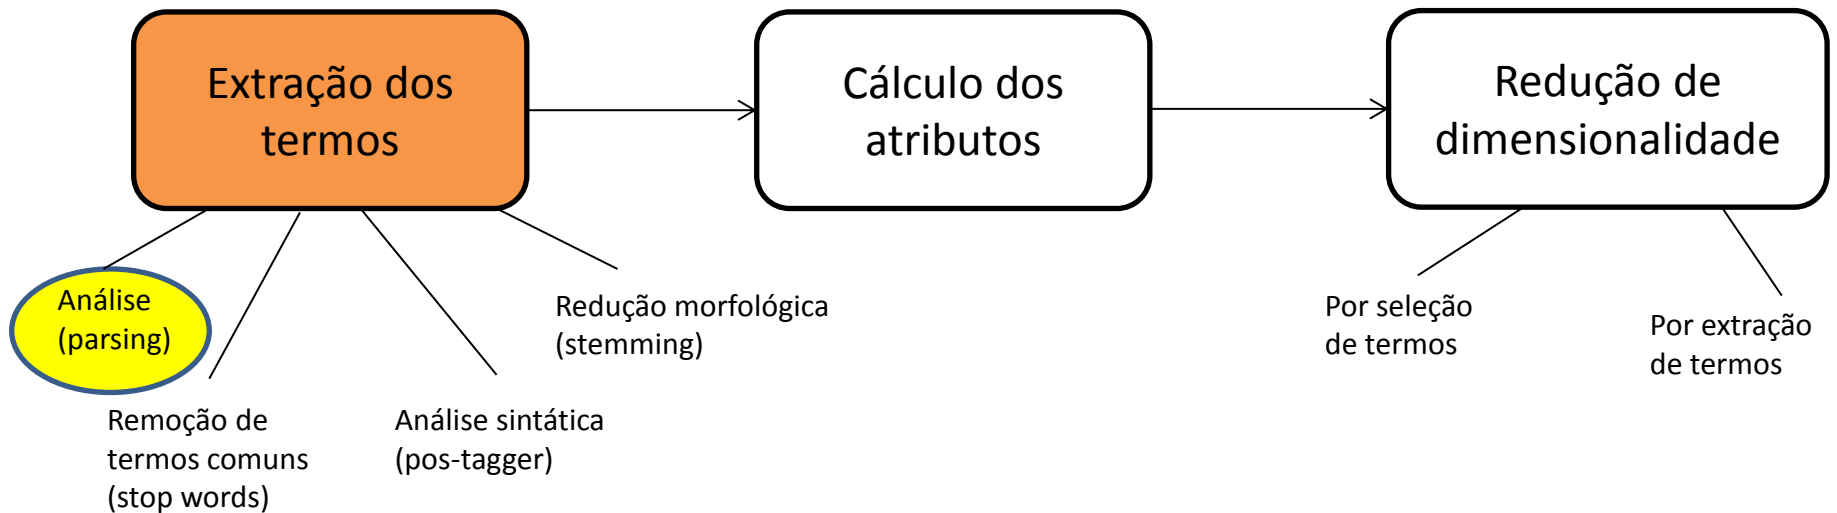 Extração dos
termos
Cálculo dos
atributos
Redução de
dimensionalidade
Análise
(parsing)
Remoção de
termos comuns
(stop words)
Análise sintática
(pos-tagger)
Redução morfológica
(stemming)
Por seleção
de termos
Por extração
de termos